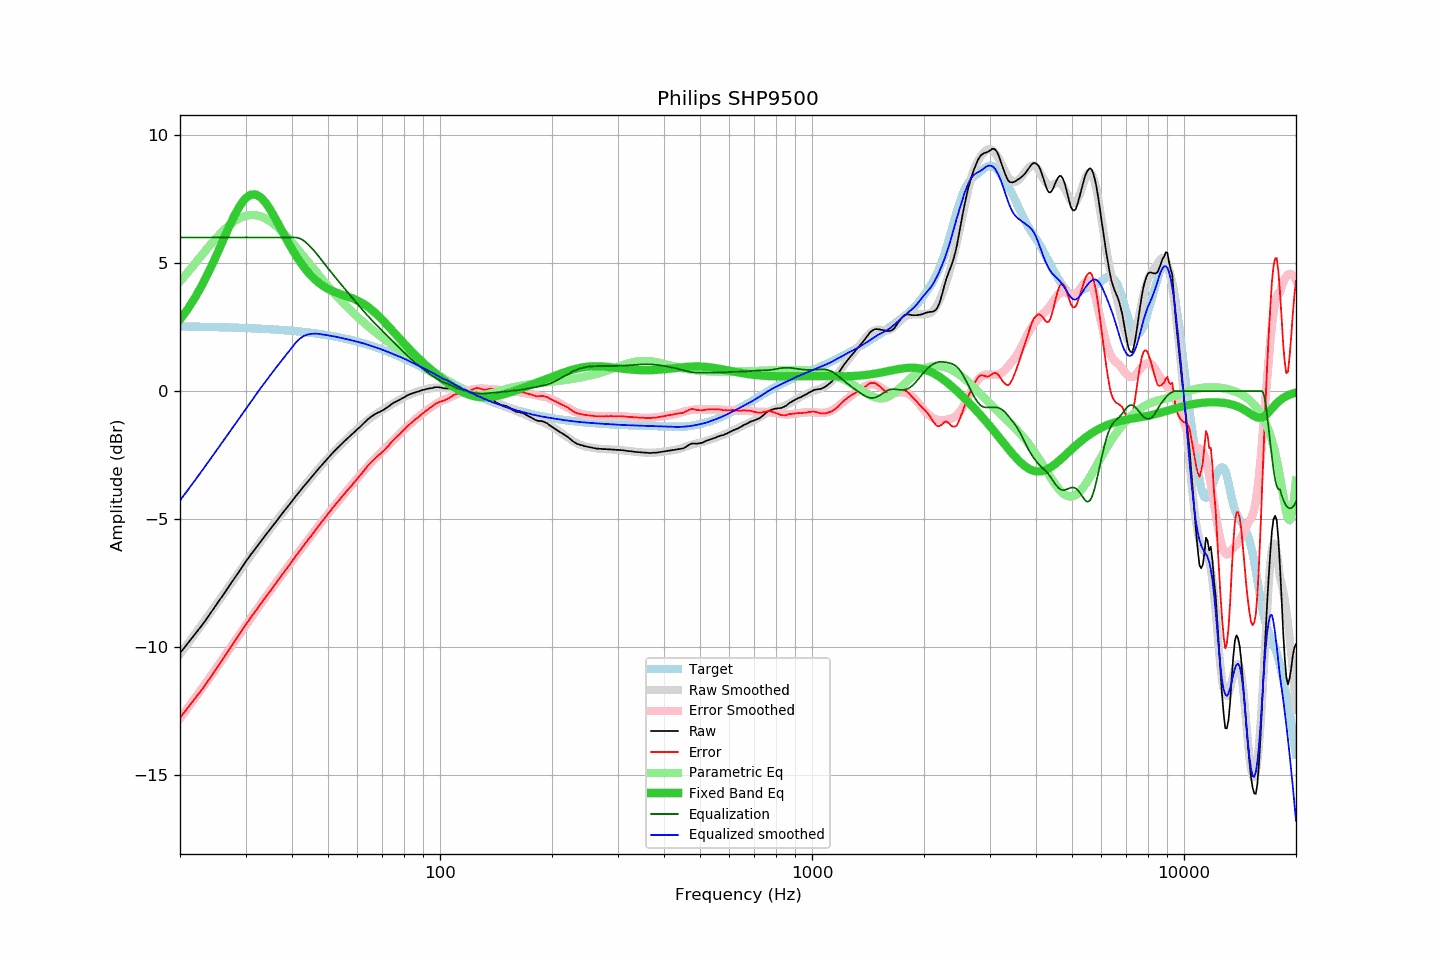 Philips SHP9500
10
5
0
−5
−10
−15
Amplitude (dBr)
Target
Raw Smoothed
Error Smoothed
Raw
Error
Parametric Eq
Fixed Band Eq
Equalization
Equalized smoothed
100
1000
10000
Frequency (Hz)